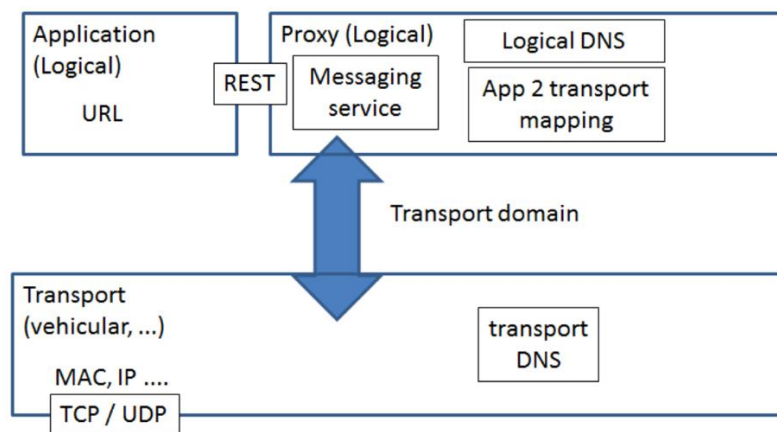 Application
(Logical)
URL
REST
Proxy (Logical)
Messaging
service
Logical DNS
App 2 transport
mapping
Transport domain
Transport
(vehicular, ...)
MAC, IP ....
TCP / UDP
transport
DNS